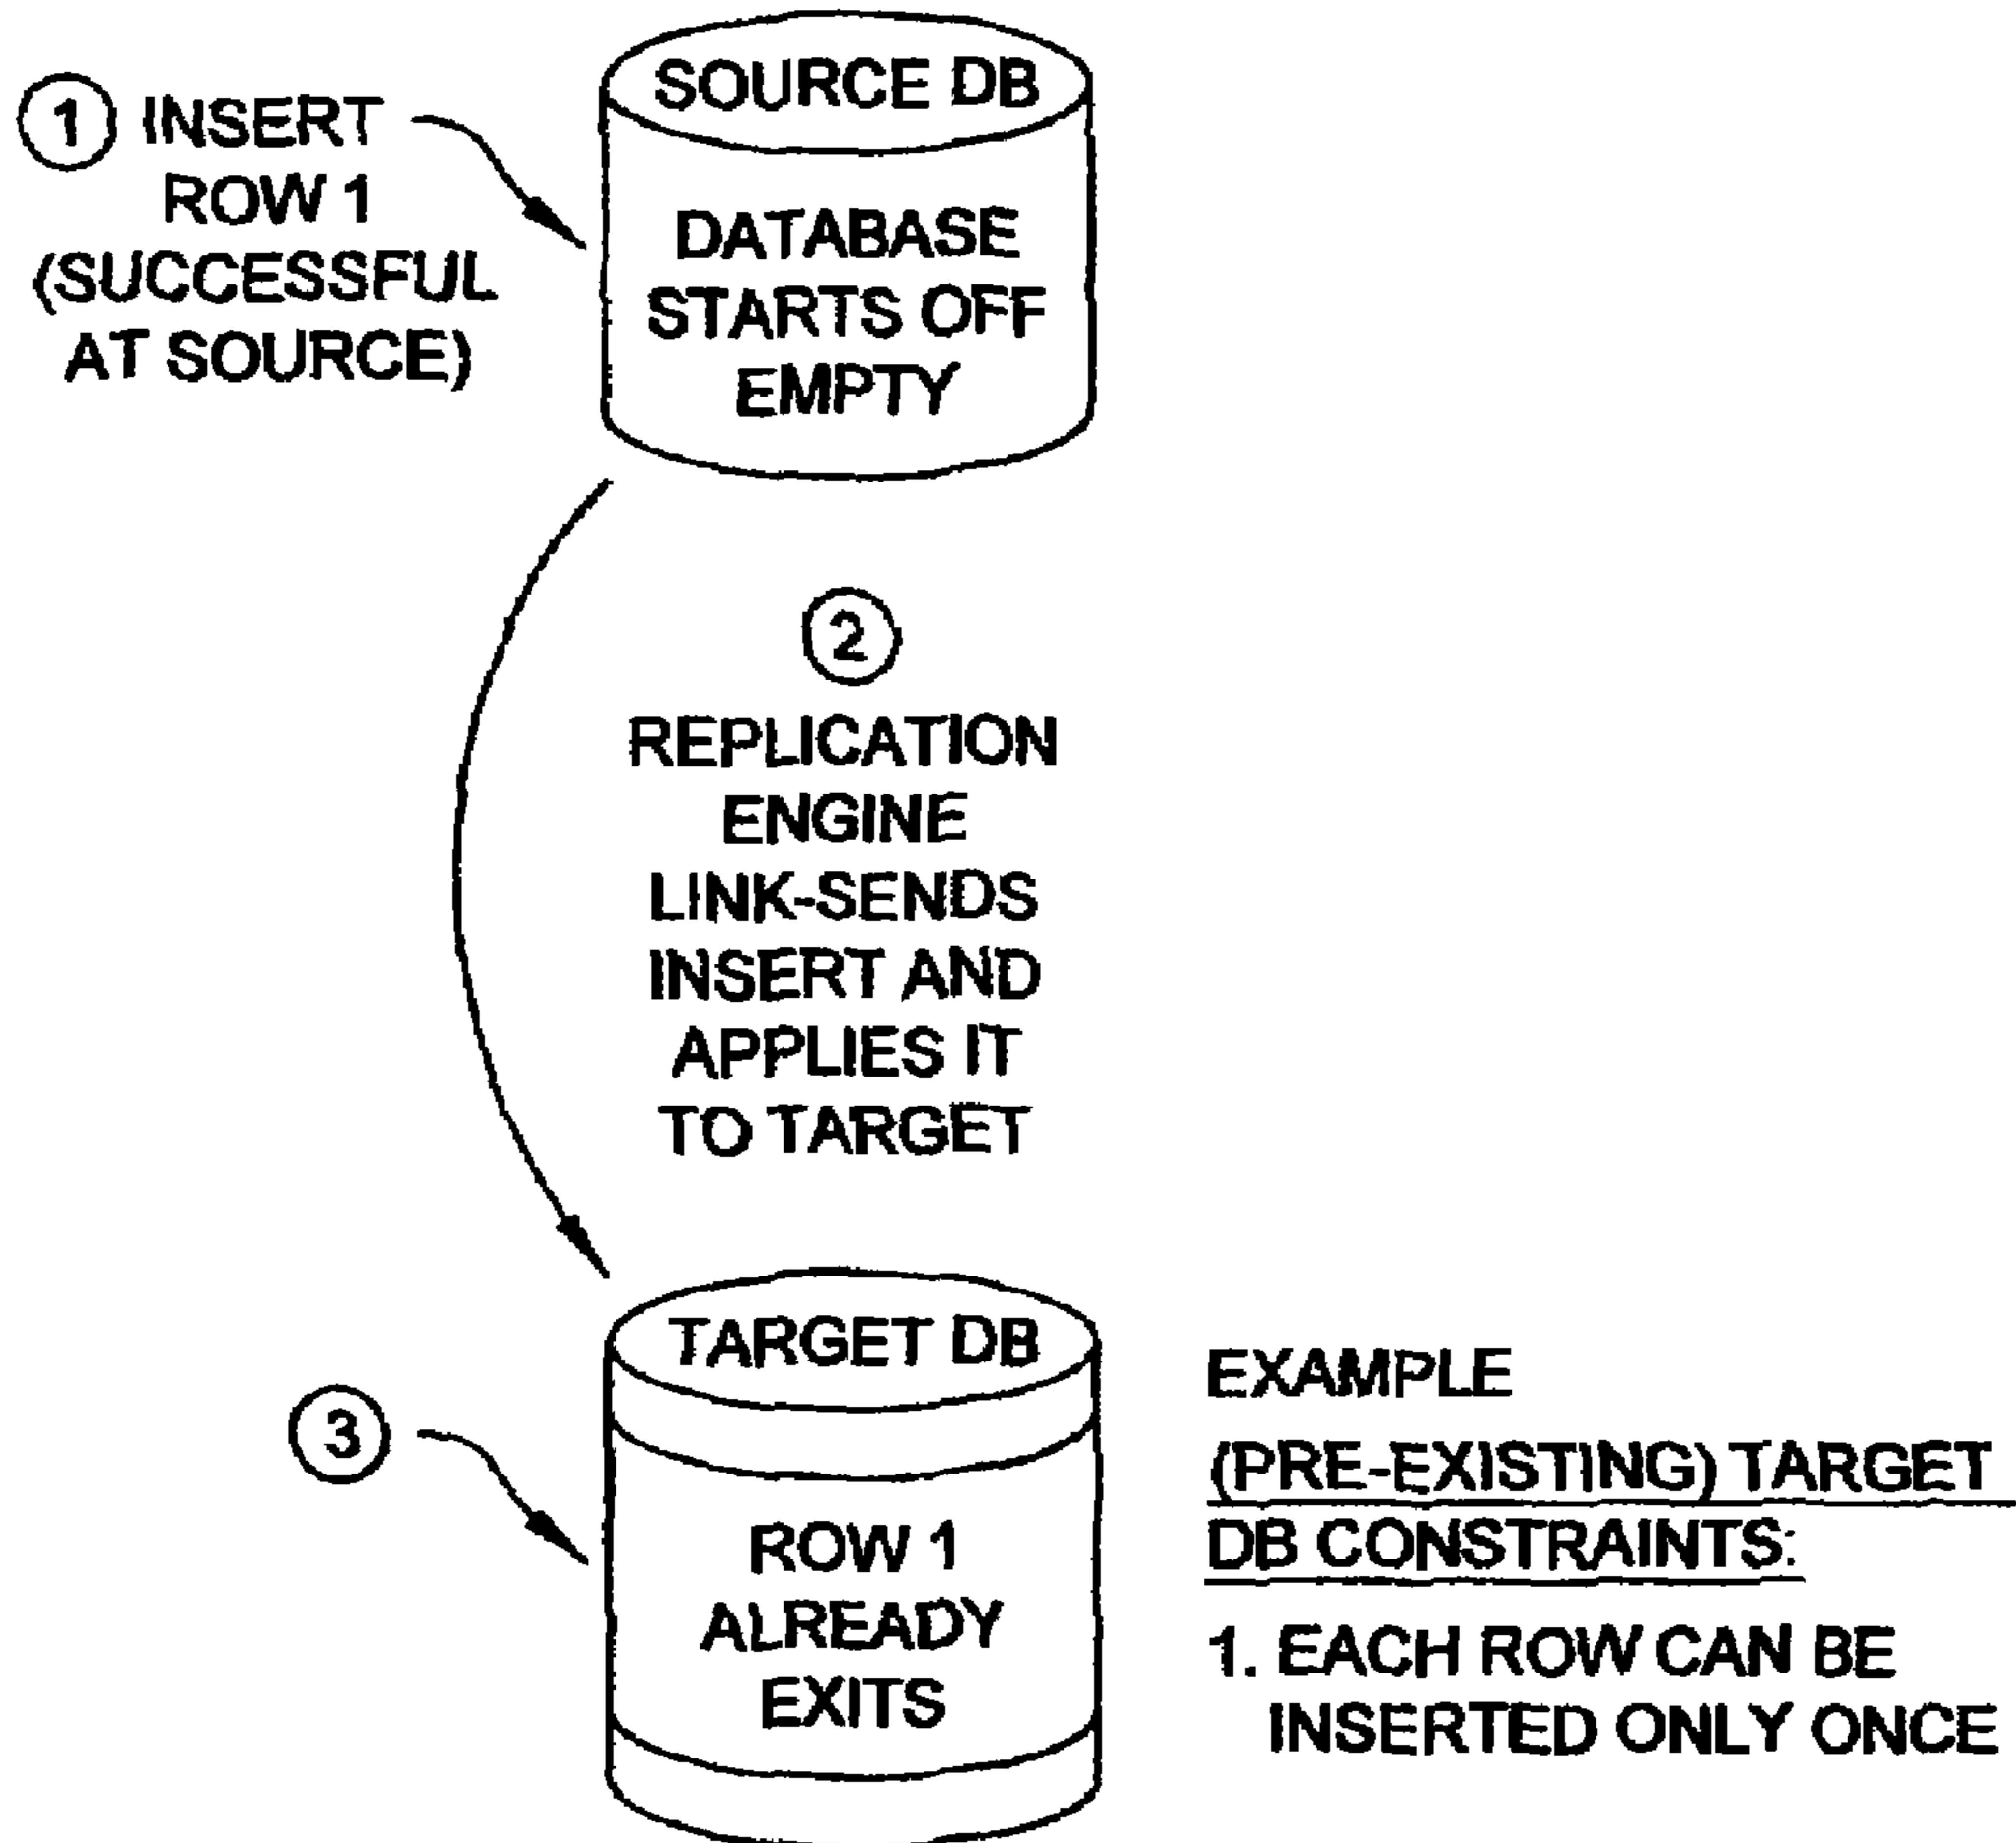 SOURCE DB
1 INSERT
ROW 1
(SUCCESSFUL
AT SOURCE)
DATABASE
STARTS OFF
EMPTY
2
REPLICATION
ENGINE
LINK-SENDS
INSERT AND
APPLIES IT
TO TARGET
TARGET DB
3
ROW 1
ALREADY
EXITS
EXAMPLE
(PRE-EXISTING) TARGET
DB CONSTRAINTS:
1. EACH ROW CAN BE
INSERTED ONLY ONCE